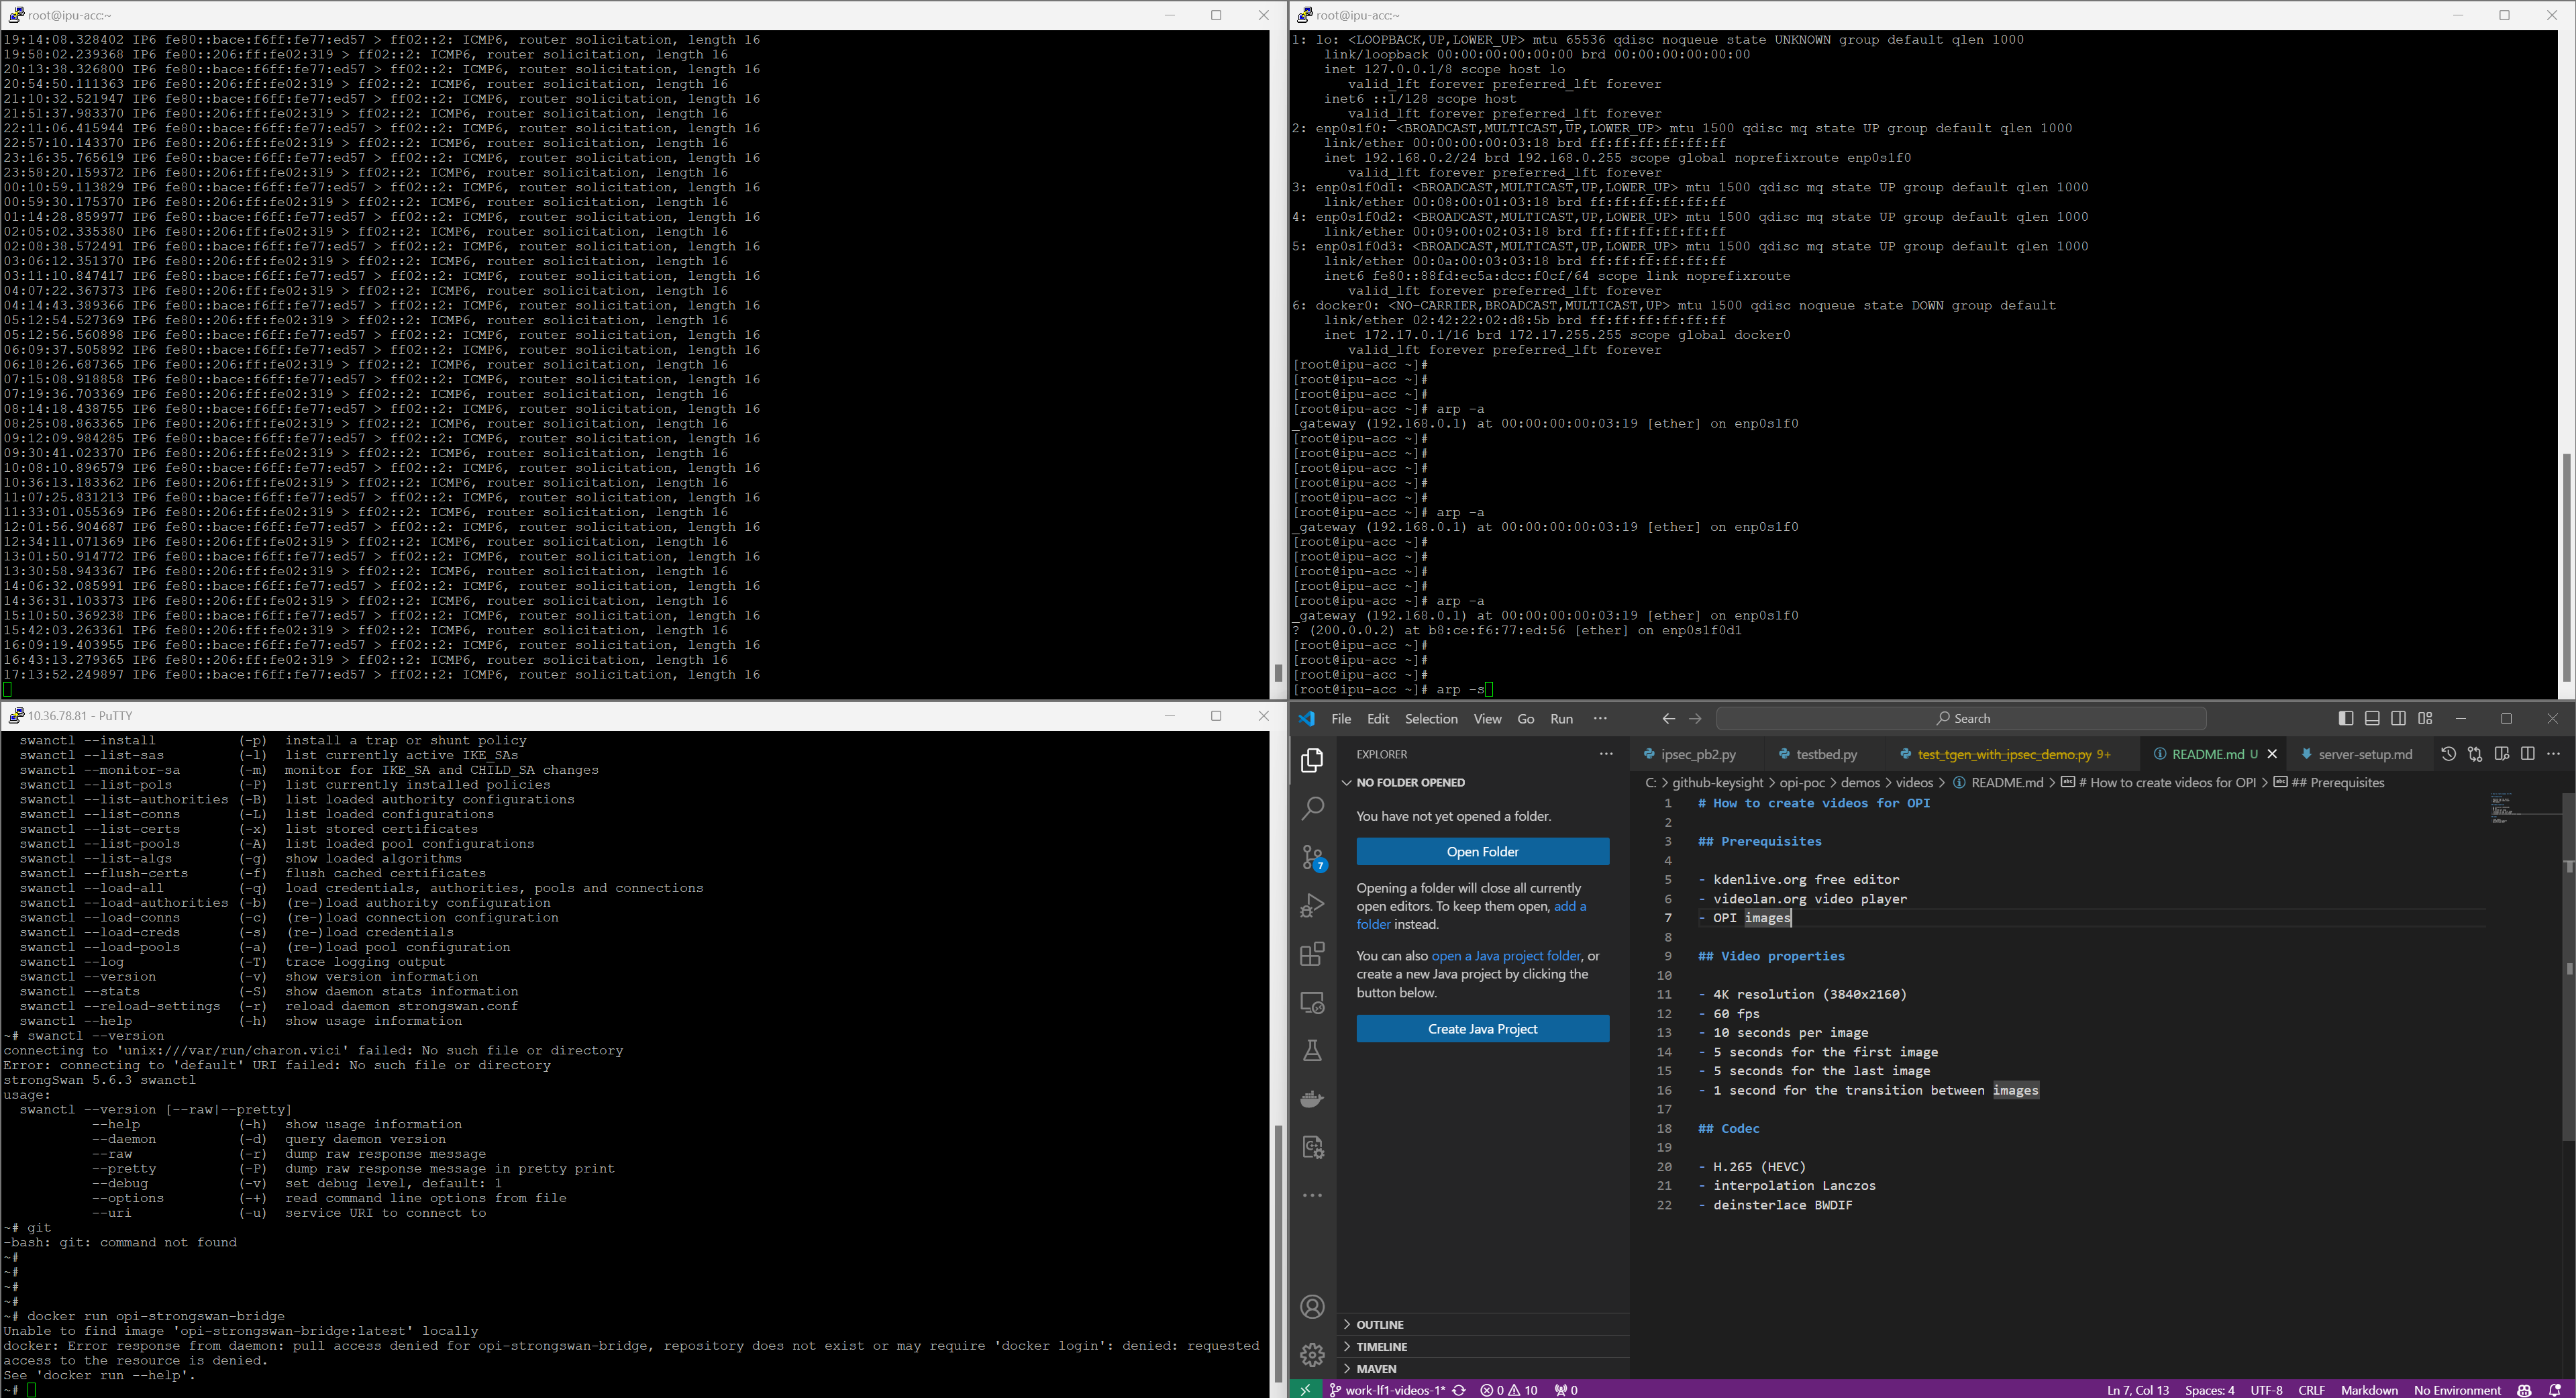 root@ipu-acc:~
19:14:08.328402 IP6 fe80::bace:f6ff:fe77:ed57 > ff02::2: ICMP6, router solicitation, length 16
19:58:02.239368 IP6 fe80::206:ff:fe02:319 > ff02::2: ICMP6, router solicitation, length 16
20:13:38.326800 IP6 fe80::bace:f6ff:fe77:ed57 > ff02::2: ICMP6, router solicitation, length 16
20:54:50.111363 IP6 fe80::206:ff:fe02:319 > ff02::2: ICMP6, router solicitation, length 16
21:10:32.521947 IP6 fe80::bace:f6ff:fe77:ed57 > ff02::2: ICMP6, router solicitation, length 16
21:51:37.983370 IP6 fe80::206:ff:fe02:319 > ff02::2: ICMP6, router solicitation, length 16
22:11:06.415944 IP6 fe80::bace:f6ff:fe77:ed57 > ff02::2: ICMP6, router solicitation, length 16
22:57:10.143370 IP6 fe80::206:ff:fe02:319 > ff02::2: ICMP6, router solicitation, length 16
23:16:35.765619 IP6 fe80::bace:f6ff:fe77:ed57 > ff02::2: ICMP6, router solicitation, length 16
23:58:20.159372 IP6 fe80::206:ff:fe02:319 > ff02::2: ICMP6, router solicitation, length 16
00:10:59.113829 IP6 fe80::bace:f6ff:fe77:ed57 > ff02::2: ICMP6, router solicitation, length 16
00:59:30.175370 IP6 fe80::206:ff:fe02:319 > ff02::2: ICMP6, router solicitation, length 16
01:14:28.859977 IP6 fe80::bace:f6ff:fe77:ed57 > ff02::2: ICMP6, router solicitation, length 16
02:05:02.335380 IP6 fe80::206:ff:fe02:319 > ff02::2: ICMP6, router solicitation, length 16
02:08:38.572491 IP6 fe80::bace:f6ff:fe77:ed57 > ff02::2: ICMP6, router solicitation, length 16
03:06:12.351370 IP6 fe80::206:ff:fe02:319 > ff02::2: ICMP6, router solicitation, length 16
03:11:10.847417 IP6 fe80::bace:f6ff:fe77:ed57 > ff02::2: ICMP6, router solicitation, length 16
04:07:22.367373 IP6 fe80::206:ff:fe02:319 > ff02::2: ICMP6, router solicitation, length 16
04:14:43.389366 IP6 fe80::bace:f6ff:fe77:ed57 > ff02::2: ICMP6, router solicitation, length 16
05:12:54.527369 IP6 fe80::206:ff:fe02:319 > ff02::2: ICMP6, router solicitation, length 16
05:12:56.560898 IP6 fe80::bace:f6ff:fe77:ed57 > ff02::2: ICMP6, router solicitation, length 16
06:09:37.505892 IP6 fe80::bace:f6ff:fe77:ed57 > ff02::2: ICMP6, router solicitation, length 16
06:18:26.687365 IP6 fe80::206:ff:fe02:319 > ff02::2: ICMP6, router solicitation, length 16
07:15:08.918858 IP6 fe80::bace:f6ff:fe77:ed57 > ff02::2: ICMP6, router solicitation, length 16
07:19:36.703369 IP6 fe80::206:ff:fe02:319 > ff02::2: ICMP6, router solicitation, length 16
08:14:18.438755 IP6 fe80::bace:f6ff:fe77:ed57 > ff02::2: ICMP6, router solicitation, length 16
08:25:08.863365 IP6 fe80::206:ff:fe02:319 > ff02::2: ICMP6, router solicitation, length 16
09:12:09.984285 IP6 fe80::bace:f6ff:fe77:ed57 > ff02::2: ICMP6, router solicitation, length 16
09:30:41.023370 IP6 fe80::206:ff:fe02:319 > ff02::2: ICMP6, router solicitation, length 16
10:08:10.896579 IP6 fe80::bace:f6ff:fe77:ed57 > ff02::2: ICMP6, router solicitation, length 16
10:36:13.183362 IP6 fe80::206:ff:fe02:319 > ff02::2: ICMP6, router solicitation, length 16
11:07:25.831213 IP6 fe80::bace:f6ff:fe77:ed57 > ff02::2: ICMP6, router solicitation, length 16
11:33:01.055369 IP6 fe80::206:ff:fe02:319 > ff02::2: ICMP6, router solicitation, length 16
12:01:56.904687 IP6 fe80::bace:f6ff:fe77:ed57 > ff02::2: ICMP6, router solicitation, length 16
12:34:11.071369 IP6 fe80::206:ff:fe02:319 > ff02::2: ICMP6, router solicitation, length 16
13:01:50.914772 IP6 fe80::bace:f6ff:fe77:ed57 > ff02::2: ICMP6, router solicitation, length 16
13:30:58.943367 IP6 fe80::206:ff:fe02:319 > ff02::2: ICMP6, router solicitation, length 16
14:06:32.085991 IP6 fe80::bace:f6ff:fe77:ed57 > ff02::2: ICMP6, router solicitation, length 16
14:36:31.103373 IP6 fe80::206:ff:fe02:319 > ff02::2: ICMP6, router solicitation, length 16
15:10:50.369238 IP6 fe80::bace:f6ff:fe77:ed57 > ff02::2: ICMP6, router solicitation, length 16
15:42:03.263361 IP6 fe80::206:ff:fe02:319 > ff02::2: ICMP6, router solicitation, length 16
16:09:19.403955 IP6 fe80::bace:f6ff:fe77:ed57 > ff02::2: ICMP6, router solicitation, length 16
16:43:13.279365 IP6 fe80::206:ff:fe02:319 > ff02::2: ICMP6, router solicitation, length 16
17:13:52.249897 IP6 fe80::bace:f6ff:fe77:ed57 > ff02::2: ICMP6, router solicitation, length 16
root@ipu-acc:~
1: lo: <LOOPBACK,UP,LOWER_UP> mtu 65536 qdisc noqueue state UNKNOWN group default qlen 1000
link/loopback 00:00:00:00:00:00 brd 00:00:00:00:00:00
inet 127.0.0.1/8 scope host lo
valid_lft forever preferred_lft forever
inet6 ::1/128 scope host
valid_lft forever preferred_lft forever
2: enp0s1f0: <BROADCAST,MULTICAST,UP,LOWER_UP> mtu 1500 qdisc mq state UP group default qlen 1000
link/ether 00:00:00:00:03:18 brd ff:ff:ff:ff:ff:ff
inet 192.168.0.2/24 brd 192.168.0.255 scope global noprefixroute enp0s1f0
valid_lft forever preferred_lft forever
3: enp0s1f0d1: <BROADCAST,MULTICAST,UP,LOWER_UP> mtu 1500 qdisc mq state UP group default qlen 1000
link/ether 00:08:00:01:03:18 brd ff:ff:ff:ff:ff:ff
4: enp0s1f0d2: <BROADCAST,MULTICAST,UP,LOWER_UP> mtu 1500 qdisc mq state UP group default qlen 1000
link/ether 00:09:00:02:03:18 brd ff:ff:ff:ff:ff:ff
5: enp0s1f0d3: <BROADCAST,MULTICAST,UP,LOWER_UP> mtu 1500 qdisc mq state UP group default qlen 1000
link/ether 00:0a:00:03:03:18 brd ff:ff:ff:ff:ff:ff
inet6 fe80::88fd:ec5a:dcc:f0cf/64 scope link noprefixroute
valid_lft forever preferred_lft forever
6: docker0: <NO-CARRIER,BROADCAST,MULTICAST,UP> mtu 1500 qdisc noqueue state DOWN group default
link/ether 02:42:22:02:d8:5b brd ff:ff:ff:ff:ff:ff
inet 172.17.0.1/16 brd 172.17.255.255 scope global docker0
valid_lft forever preferred_lft forever
[root@ipu-acc ~]#
[root@ipu-acc ~]#
[root@ipu-acc ~]#
[root@ipu-acc ~]# arp -a
_gateway (192.168.0.1) at 00:00:00:00:03:19 [ether] on enp0s1f0
[root@ipu-acc ~]#
[root@ipu-acc ~]#
[root@ipu-acc ~]#
[root@ipu-acc ~]#
[root@ipu-acc ~]#
[root@ipu-acc ~]# arp -a
_gateway (192.168.0.1) at 00:00:00:00:03:19 [ether] on enp0s1f0
[root@ipu-acc ~]#
[root@ipu-acc ~]#
[root@ipu-acc ~]#
[root@ipu-acc ~]#
[root@ipu-acc ~]# arp -a
_gateway (192.168.0.1) at 00:00:00:00:03:19 [ether] on enp0s1f0
? (200.0.0.2) at b8:ce:f6:77:ed:56 [ether] on enp0s1f0d1
[root@ipu-acc ~]#
[root@ipu-acc ~]#
[root@ipu-acc ~]#
[root@ipu-acc ~]# arp -s
10.36.78.81 - PuTTY
swanctl --install (-p) install a trap or shunt policy
swanctl --list-sas (-l) list currently active IKE_SAs
swanctl --monitor-sa (-m) monitor for IKE_SA and CHILD_SA changes
swanctl --list-pols (-P) list currently installed policies
swanctl --list-authorities (-B) list loaded authority configurations
swanctl --list-conns (-L) list loaded configurations
swanctl --list-certs (-x) list stored certificates
swanctl --list-pools (-A) list loaded pool configurations
swanctl --list-algs (-g) show loaded algorithms
swanctl --flush-certs (-f) flush cached certificates
swanctl --load-all (-q) load credentials, authorities, pools and connections
swanctl --load-authorities (-b) (re-)load authority configuration
swanctl --load-conns (-c) (re-)load connection configuration
swanctl --load-creds (-s) (re-)load credentials
swanctl --load-pools (-a) (re-)load pool configuration
swanctl --log (-T) trace logging output
swanctl --version (-v) show version information
swanctl --stats (-S) show daemon stats information
swanctl --reload-settings (-r) reload daemon strongswan.conf
swanctl --help (-h) show usage information
~# swanctl --version
connecting to 'unix:///var/run/charon.vici' failed: No such file or directory
Error: connecting to 'default' URI failed: No such file or directory
strongSwan 5.6.3 swanctl
usage:
swanctl --version [--raw|--pretty]
--help (-h) show usage information
--daemon (-d) query daemon version
--raw (-r) dump raw response message
--pretty (-P) dump raw response message in pretty print
--debug (-v) set debug level, default: 1
--options (-+) read command line options from file
--uri (-u) service URI to connect to
~# git
-bash: git: command not found
~#
~#
~#
~#
~# docker run opi-strongswan-bridge
Unable to find image 'opi-strongswan-bridge:latest' locally
docker: Error response from daemon: pull access denied for opi-strongswan-bridge, repository does not exist or may require 'docker login': denied: requested
access to the resource is denied.
See 'docker run --help'.
~#
File Edit Selection View Go Run ··· Search
EXPLORER ···
NO FOLDER OPENED
You have not yet opened a folder.
Open Folder
Opening a folder will close all currently
open editors. To keep them open, add a
folder instead.
You can also open a Java project folder, or
create a new Java project by clicking the
button below.
Create Java Project
OUTLINE
TIMELINE
MAVEN
7
ipsec_pb2.py testbed.py test_tgen_with_ipsec_demo.py 9+ README.md U server-setup.md
C: > github-keysight > opi-poc > demos > videos > README.md > # How to create videos for OPI > ## Prerequisites
1 # How to create videos for OPI
2
3 ## Prerequisites
4
5 - kdenlive.org free editor
6 - videolan.org video player
7 - OPI images
8
9 ## Video properties
10
11 - 4K resolution (3840x2160)
12 - 60 fps
13 - 10 seconds per image
14 - 5 seconds for the first image
15 - 5 seconds for the last image
16 - 1 second for the transition between images
17
18 ## Codec
19
20 - H.265 (HEVC)
21 - interpolation Lanczos
22 - deinsterlace BWDIF
work-lf1-videos-1* 0 10 0 Ln 7, Col 13 Spaces: 4 UTF-8 CRLF Markdown No Environment